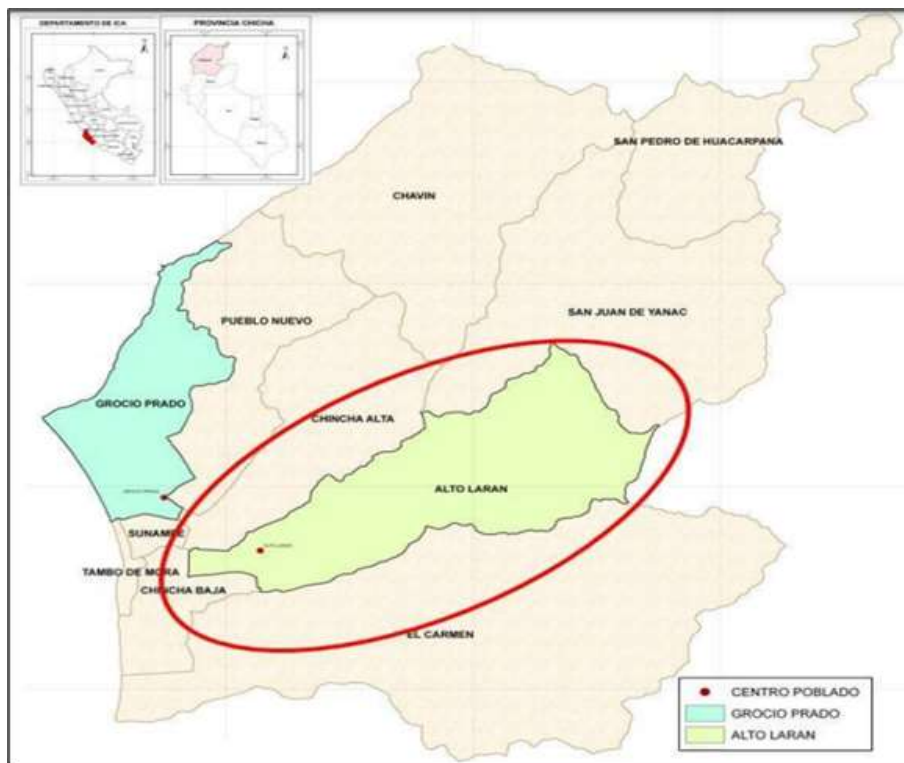 DEPARTAMENTO DE ICA
PROVINCIA CHICHA
SAN PEDRO DE HUACARPANA
CHAVIN
SAN JUAN DE YANAC
PUEBLO NUEVO
GROCIO PRADO
CHINCHA ALTA
ALTO LARAN
SUNAMPE
TAMBO DE MORA
CHINCHA BAJA
EL CARMEN
CENTRO POBLADO
GROCIO PRADO
ALTO LARAN